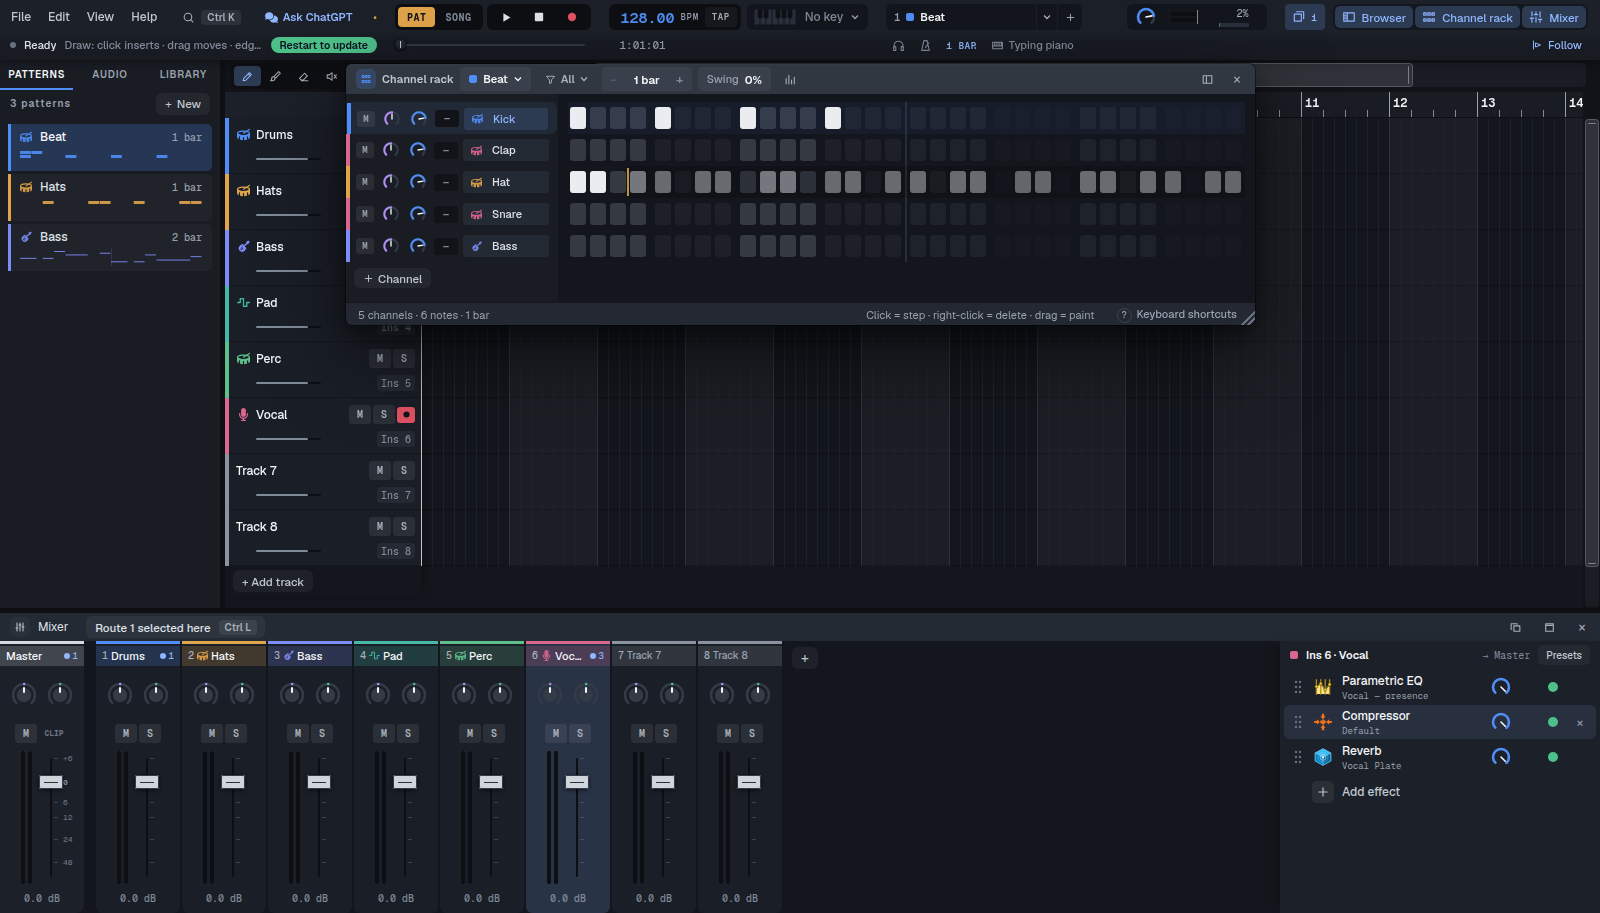 File Edit View Help Ctrl K Ask ChatGPT PAT SONG 128.00 BPM TAP No key 1 Beat + 2% 1 Browser Channel rack Mixer
Ready Draw: click inserts · drag moves · edg... Restart to update 1:01:01 1 BAR Typing piano Follow
PATTERNS AUDIO LIBRARY
3 patterns + New
Beat 1 bar
Hats 1 bar
Bass 2 bar
Channel rack Beat All − 1 bar + Swing 0% ×
11 12 13 14
M − Kick
M − Clap
M − Hat
M − Snare
M − Bass
+ Channel
5 channels · 6 notes · 1 bar Click = step · right-click = delete · drag = paint ? Keyboard shortcuts
Drums
Hats
Bass
Pad
Ins 4
Perc M S
Ins 5
Vocal M S
Ins 6
Track 7 M S
Ins 7
Track 8 M S
Ins 8
+ Add track
Mixer Route 1 selected here Ctrl L ×
Master 1 1 Drums 1 2 Hats 3 Bass 4 Pad 5 Perc 6 Voc... 3 7 Track 7 8 Track 8 +
M CLIP M S M S M S M S M S M S M S M S
+6
0
6
12
24
48
0.0 dB 0.0 dB 0.0 dB 0.0 dB 0.0 dB 0.0 dB 0.0 dB 0.0 dB 0.0 dB
Ins 6 · Vocal → Master Presets
Parametric EQ
Vocal – presence
Compressor
Default ×
Reverb
Vocal Plate
+ Add effect